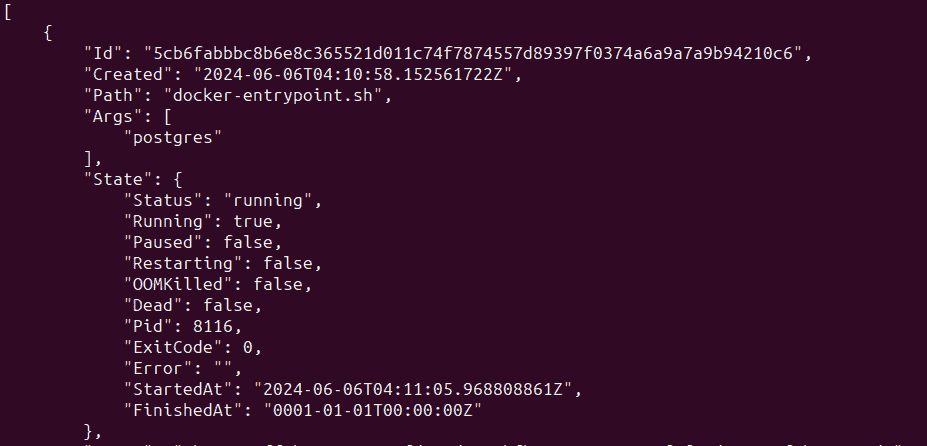 [
{
"Id": "5cb6fabbbc8b6e8c365521d011c74f7874557d89397f0374a6a9a7a9b94210c6",
"Created": "2024-06-06T04:10:58.152561722Z",
"Path": "docker-entrypoint.sh",
"Args": [
"postgres"
],
"State": {
"Status": "running",
"Running": true,
"Paused": false,
"Restarting": false,
"OOMKilled": false,
"Dead": false,
"Pid": 8116,
"ExitCode": 0,
"Error": "",
"StartedAt": "2024-06-06T04:11:05.968808861Z",
"FinishedAt": "0001-01-01T00:00:00Z"
},